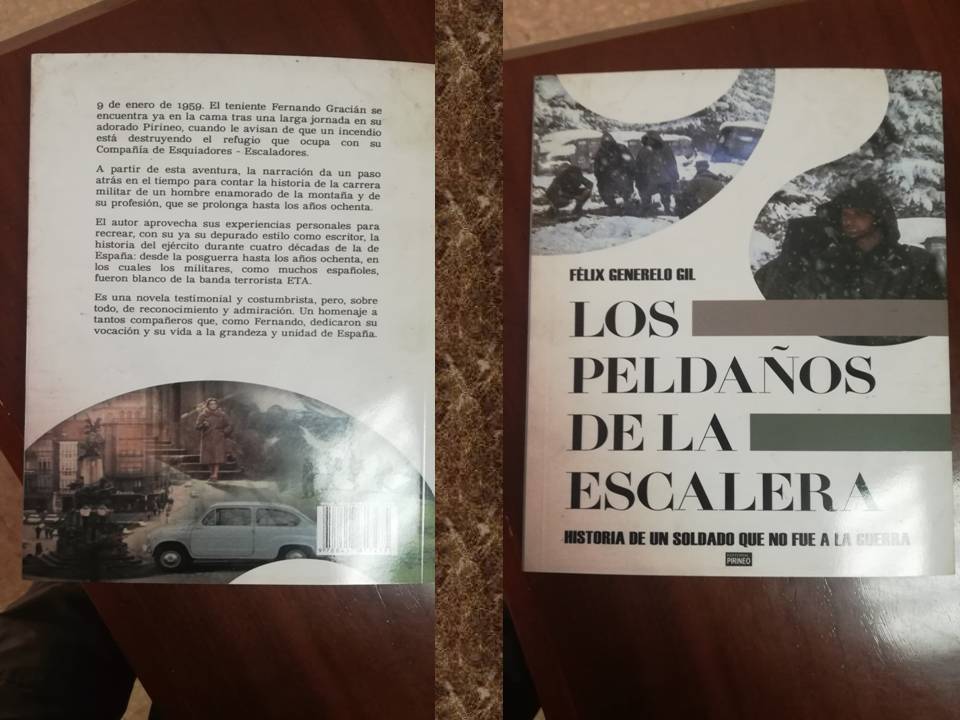 9 de enero de 1959. El teniente Fernando Gracián se
encuentra ya en la cama tras una larga jornada en su
adorado Pirineo, cuando le avisan de que un incendio
está destruyendo el refugio que ocupa con su
Compañía de Esquiadores - Escaladores.
A partir de esta aventura, la narración da un paso
atrás en el tiempo para contar la historia de la carrera
militar de un hombre enamorado de la montaña y de
su profesión, que se prolonga hasta los años ochenta.
El autor aprovecha sus experiencias personales para
recrear, con su ya su depurado estilo como escritor, la
historia del ejército durante cuatro décadas de la de
España: desde la posguerra hasta los años ochenta, en
los cuales los militares, como muchos españoles,
fueron blanco de la banda terrorista ETA.
Es una novela testimonial y costumbrista, pero, sobre
todo, de reconocimiento y admiración. Un homenaje a
tantos compañeros que, como Fernando, dedicaron su
vocación y su vida a la grandeza y unidad de España.
FÉLIX GENERELO GIL
LOS
PELDAÑOS
DE LA
ESCALERA
HISTORIA DE UN SOLDADO QUE NO FUE A LA GUERRA
EDITORIAL
PIRINEO